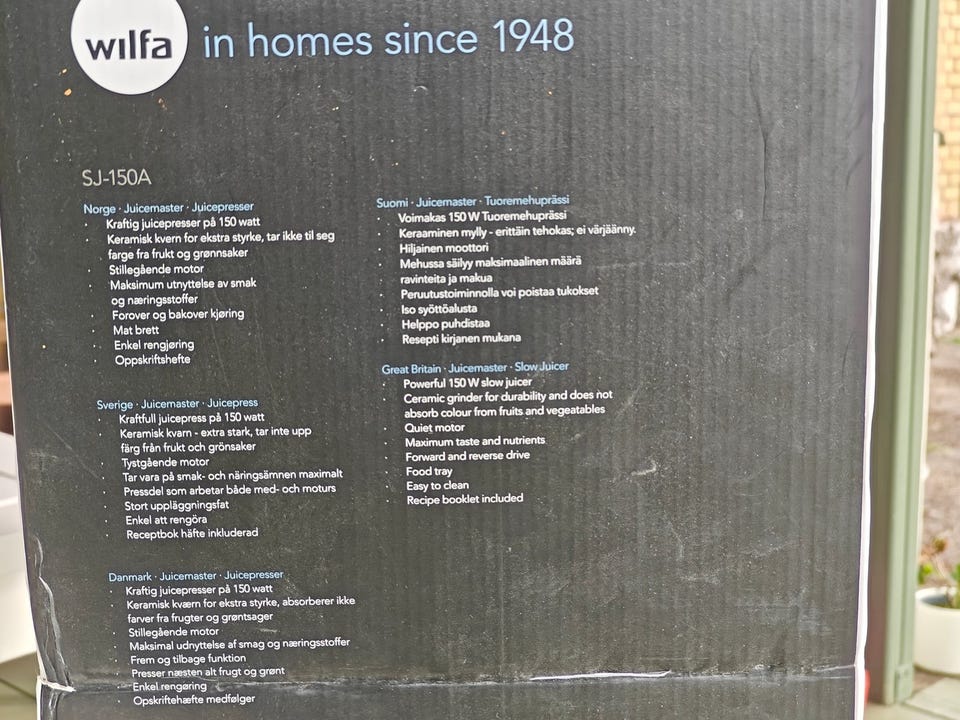 wilfa
in homes since 1948
SJ-150A
Norge · Juicemaster · Juicepresser
· Kraftig juicepresser på 150 watt
· Keramisk kvern for ekstra styrke, tar ikke til seg
farge fra frukt og grønnsaker
· Stillegående motor
· Maksimum utnyttelse av smak
og næringsstoffer
· Forover og bakover kjøring
· Mat brett
· Enkel rengjøring
· Oppskriftshefte
Sverige · Juicemaster · Juicepress
· Kraftfull juicepress på 150 watt
· Keramisk kvarn - extra stark, tar inte upp
färg från frukt och grönsaker
· Tystgående motor
· Tar vara på smak- och näringsämnen maximalt
· Pressdel som arbetar både med- och moturs
· Stort uppläggningsfat
· Enkel att rengöra
· Receptbok häfte inkluderad
Danmark · Juicemaster · Juicepresser
· Kraftig juicepresser på 150 watt
· Keramisk kværn for ekstra styrke, absorberer ikke
farver fra frugter og grøntsager
· Stillegående motor
· Maksimal udnyttelse af smag og næringsstoffer
· Frem og tilbage funktion
· Presser næsten alt frugt og grønt
· Enkel rengøring
· Opskriftehæfte medfølger
Suomi · Juicemaster · Tuoremehuprässi
· Voimakas 150 W Tuoremehuprässi
· Keraaminen mylly - erittäin tehokas; ei värjäänny.
· Hiljainen moottori
· Mehussa säilyy maksimaalinen määrä
ravinteita ja makua
· Peruutustoiminnolla voi poistaa tukokset
· Iso syöttöalusta
· Helppo puhdistaa
· Resepti kirjanen mukana
Great Britain · Juicemaster · Slow Juicer
· Powerful 150 W slow juicer
· Ceramic grinder for durability and does not
absorb colour from fruits and vegeatables
· Quiet motor
· Maximum taste and nutrients
· Forward and reverse drive
· Food tray
· Easy to clean
· Recipe booklet included